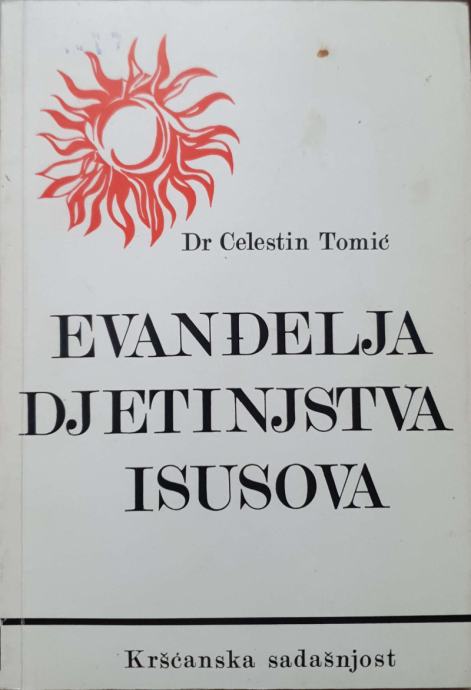 Dr Celestin Tomić
EVANĐELJA
DJETINJSTVA
ISUSOVA
Kršćanska sadašnjost